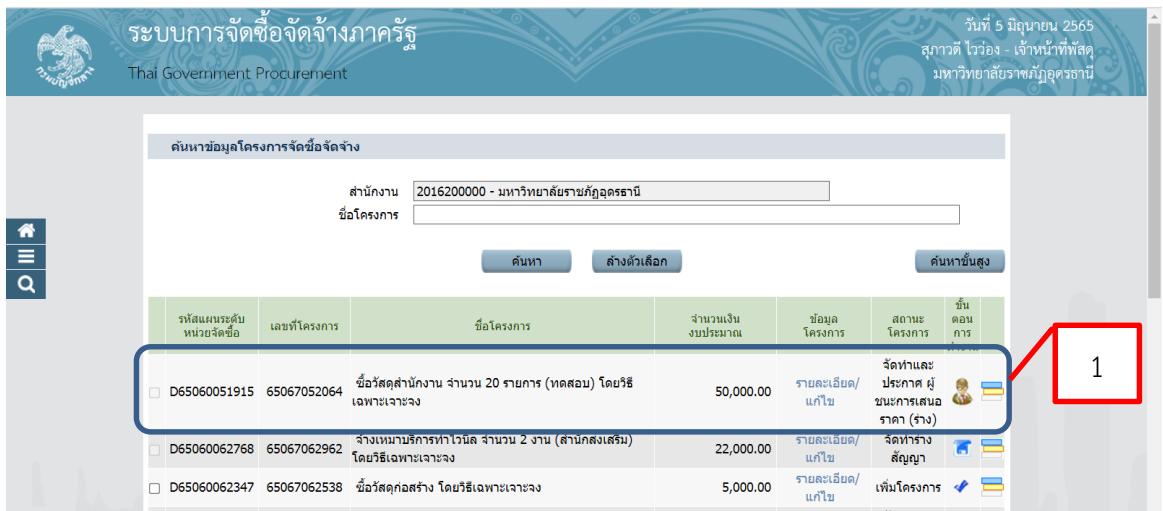 ระบบการจัดซื้อจัดจ้างภาครัฐ
Thai Government Procurement
วันที่ 5 มิถุนายน 2565
สุภาวดี ไวว่อง - เจ้าหน้าที่พัสดุ
มหาวิทยาลัยราชภัฏอุดรธานี
กรมบัญชีกลาง
ค้นหาข้อมูลโครงการจัดซื้อจัดจ้าง
สำนักงาน 2016200000 - มหาวิทยาลัยราชภัฏอุดรธานี
ชื่อโครงการ
ค้นหา ล้างตัวเลือก ค้นหาขั้นสูง
รหัสแผนระดับ
หน่วยจัดซื้อ
เลขที่โครงการ
ชื่อโครงการ
จำนวนเงิน
งบประมาณ
ข้อมูล
โครงการ
สถานะ
โครงการ
ขั้น
ตอน
การ
1
D65060051915 65067052064
ซื้อวัสดุสำนักงาน จำนวน 20 รายการ (ทดสอบ) โดยวิธี
เฉพาะเจาะจง
50,000.00
รายละเอียด/
แก้ไข
จัดทำและ
ประกาศ ผู้
ชนะการเสนอ
ราคา (ร่าง)
D65060062768 65067062962
จ้างเหมาบริการทำไวนิล จำนวน 2 งาน (สำนักส่งเสริม)
โดยวิธีเฉพาะเจาะจง
22,000.00
รายละเอียด/
แก้ไข
จัดทำร่าง
สัญญา
D65060062347 65067062538 ซื้อวัสดุก่อสร้าง โดยวิธีเฉพาะเจาะจง 5,000.00
รายละเอียด/
แก้ไข
เพิ่มโครงการ